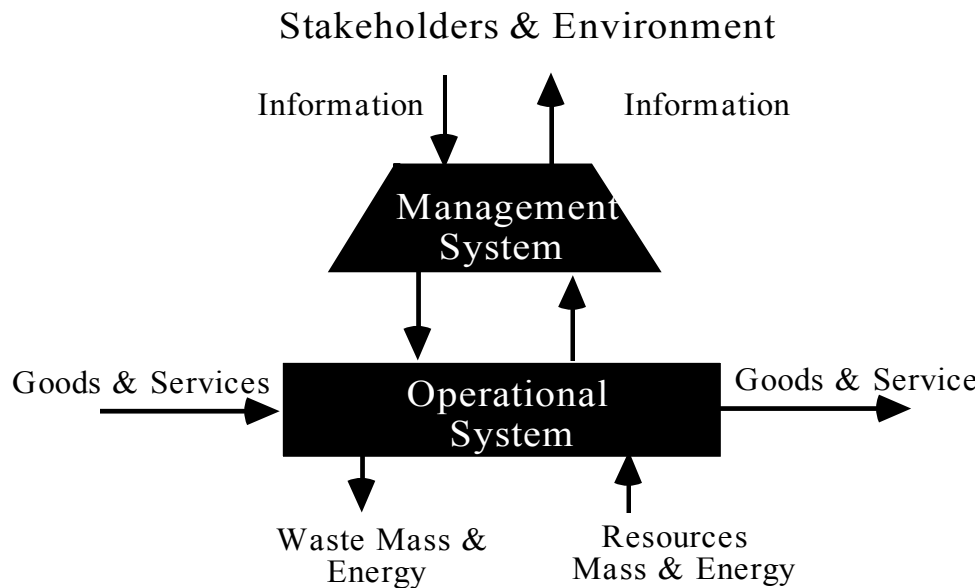 Stakeholders & Environment
Information
Information
Management
System
Goods & Services
Operational
System
Goods & Service
Waste Mass &
Energy
Resources
Mass & Energy